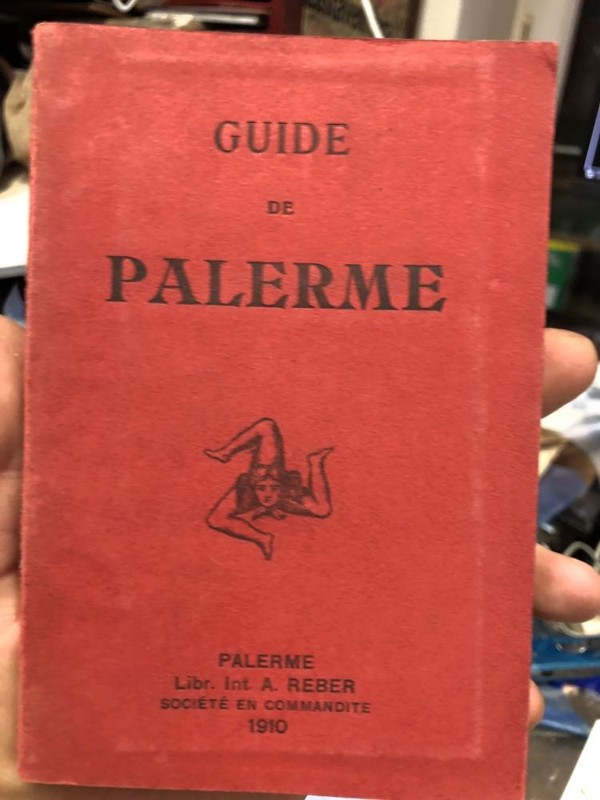 GUIDE
DE
PALERME
PALERME
Libr. Int. A. REBER
SOCIÉTÉ EN COMMANDITE
1910